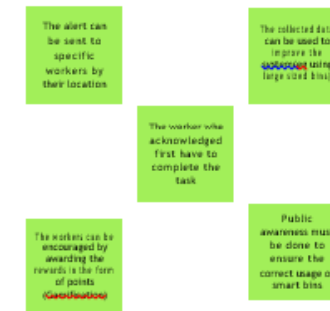 The alert can
be sent to
specific
workers by
their location
The collected dat
can be used to
improve the
using
large sized bins
The worker who
acknowledged
first have to
complete the
task
The workers can be
encouraged by
awarding the
rewards in the form
of points
(Gamification)
Public
awareness mus
be done to
ensure the
correct usage o
smart bins